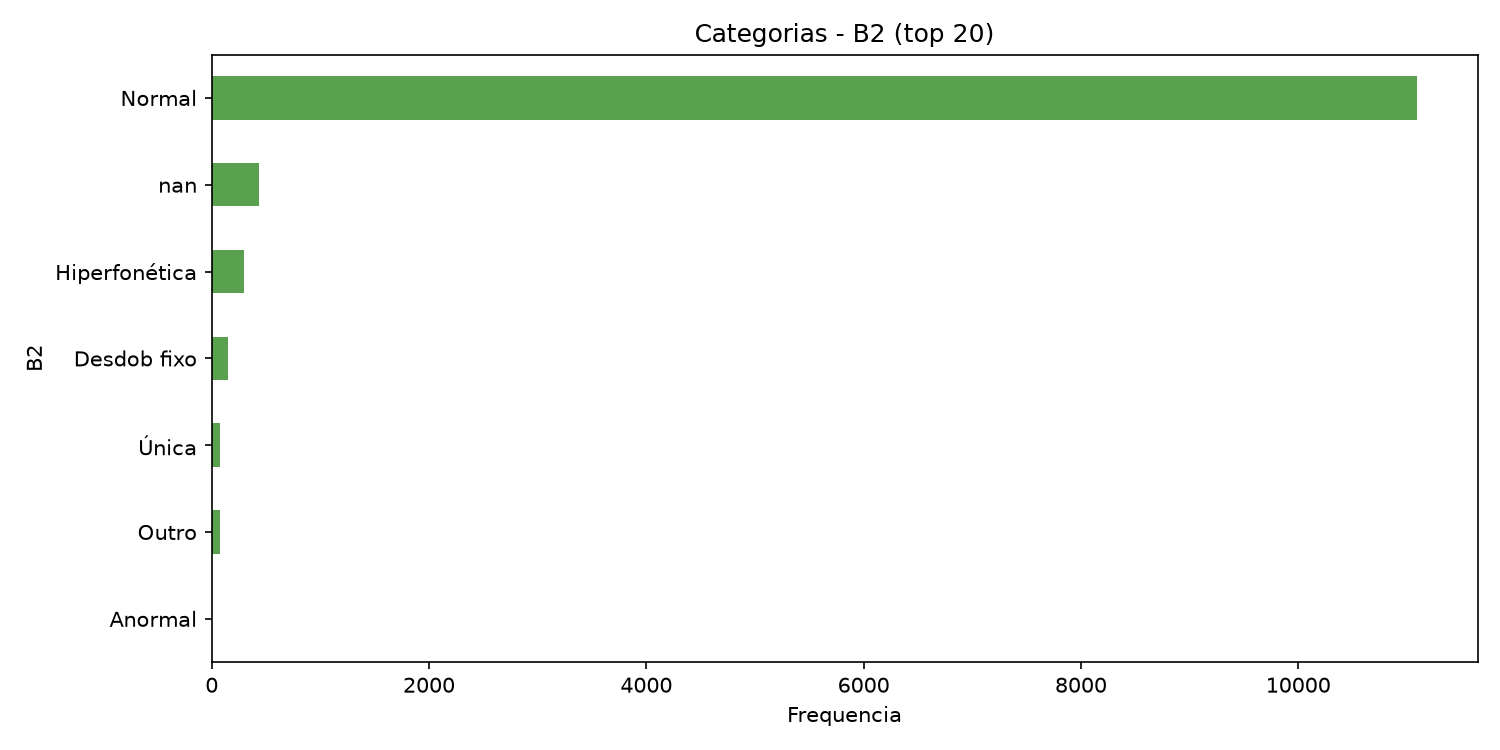 Categorias - B2 (top 20)
Normal
nan
Hiperfonética
Desdob fixo
Única
Outro
Anormal
B2
0 2000 4000 6000 8000 10000
Frequencia